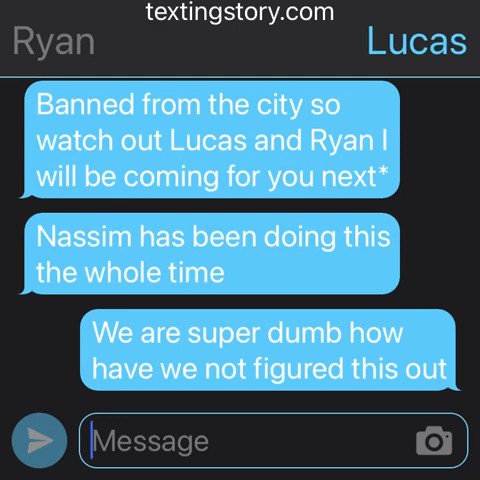 textingstory.com
Ryan
Lucas
Banned from the city so
watch out Lucas and Ryan I
will be coming for you next*
Nassim has been doing this
the whole time
We are super dumb how
have we not figured this out
Message